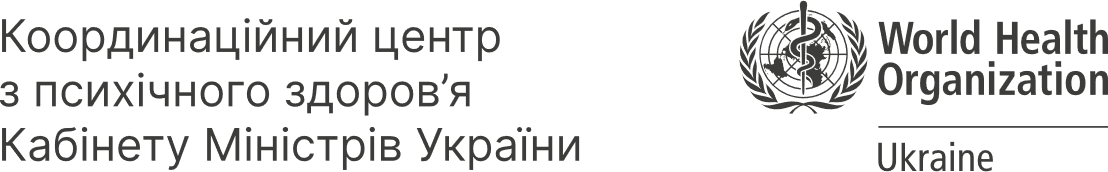 Координаційний центр
з психічного здоров’я
Кабінету Міністрів України
World Health
Organization
Ukraine